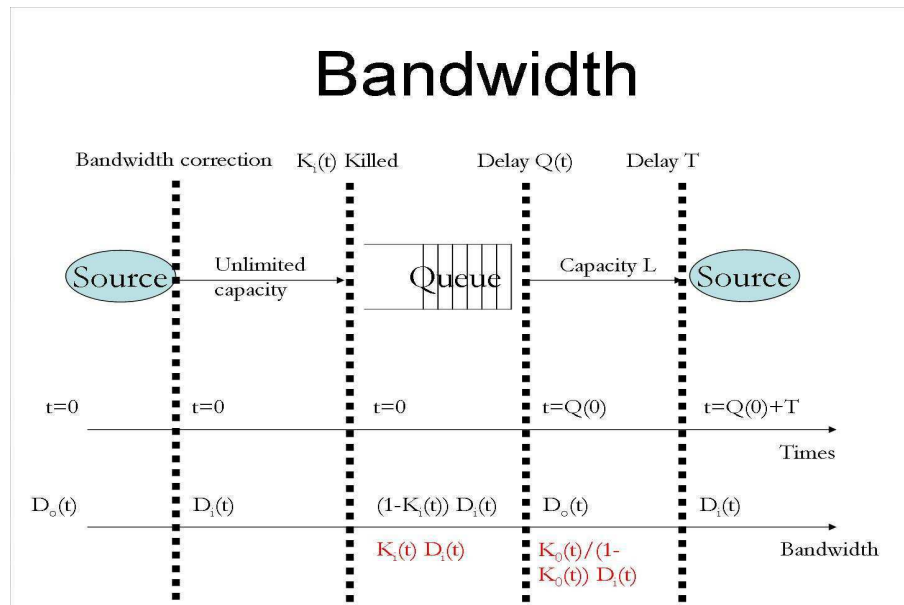 Bandwidth
Bandwidth correction
Kᵢ(t) Killed
Delay Q(t)
Delay T
Source
Unlimited
capacity
Queue
Capacity L
Source
t=0
t=0
t=0
t=Q(0)
t=Q(0)+T
Times
Dₒ(t)
Dᵢ(t)
(1-Kᵢ(t)) Dᵢ(t)
Dₒ(t)
Dᵢ(t)
Kᵢ(t) Dᵢ(t)
K₀(t)/(1-
K₀(t)) Dᵢ(t)
Bandwidth